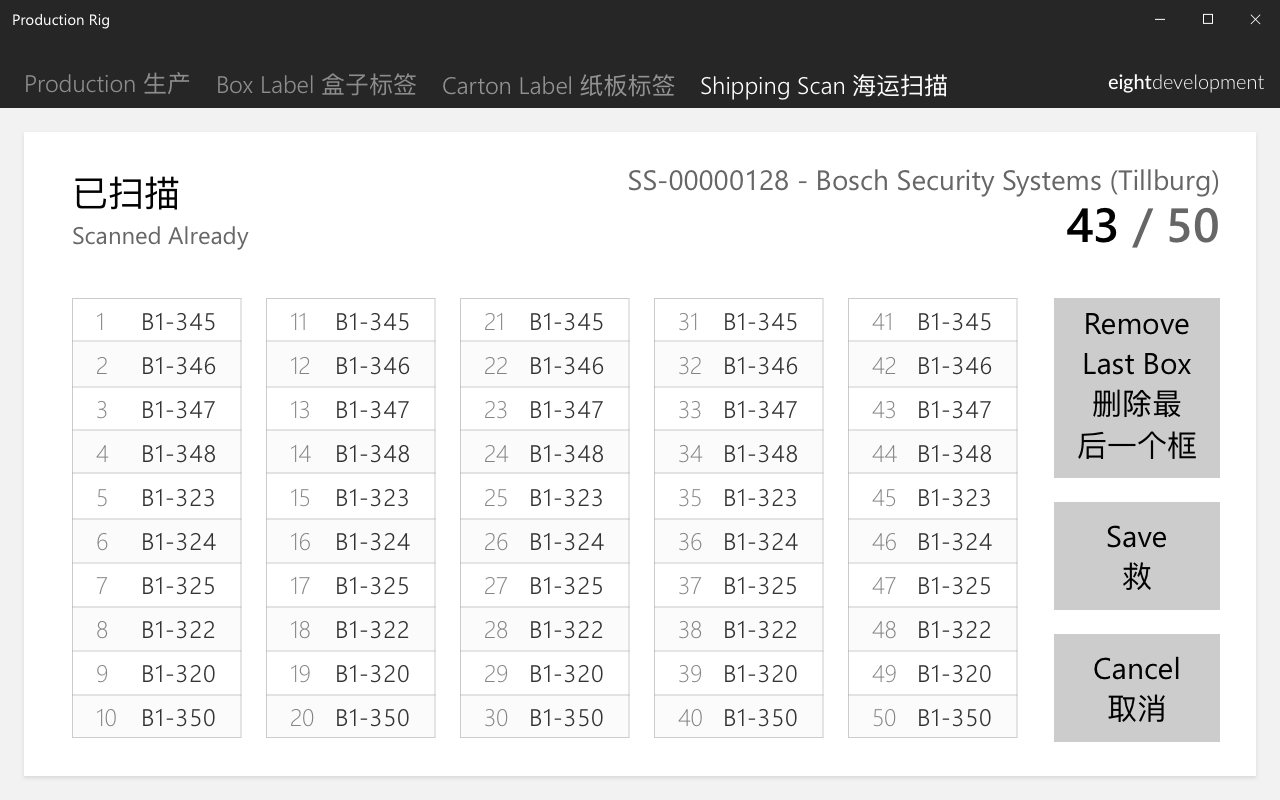 Production Rig
Production 生产
Box Label 盒子标签
Carton Label 纸板标签
Shipping Scan 海运扫描
eightdevelopment
已扫描
Scanned Already
SS-00000128 - Bosch Security Systems (Tillburg)
43 / 50
1 B1-345
2 B1-346
3 B1-347
4 B1-348
5 B1-323
6 B1-324
7 B1-325
8 B1-322
9 B1-320
10 B1-350
11 B1-345
12 B1-346
13 B1-347
14 B1-348
15 B1-323
16 B1-324
17 B1-325
18 B1-322
19 B1-320
20 B1-350
21 B1-345
22 B1-346
23 B1-347
24 B1-348
25 B1-323
26 B1-324
27 B1-325
28 B1-322
29 B1-320
30 B1-350
31 B1-345
32 B1-346
33 B1-347
34 B1-348
35 B1-323
36 B1-324
37 B1-325
38 B1-322
39 B1-320
40 B1-350
41 B1-345
42 B1-346
43 B1-347
44 B1-348
45 B1-323
46 B1-324
47 B1-325
48 B1-322
49 B1-320
50 B1-350
Remove
Last Box
删除最
后一个框
Save
救
Cancel
取消